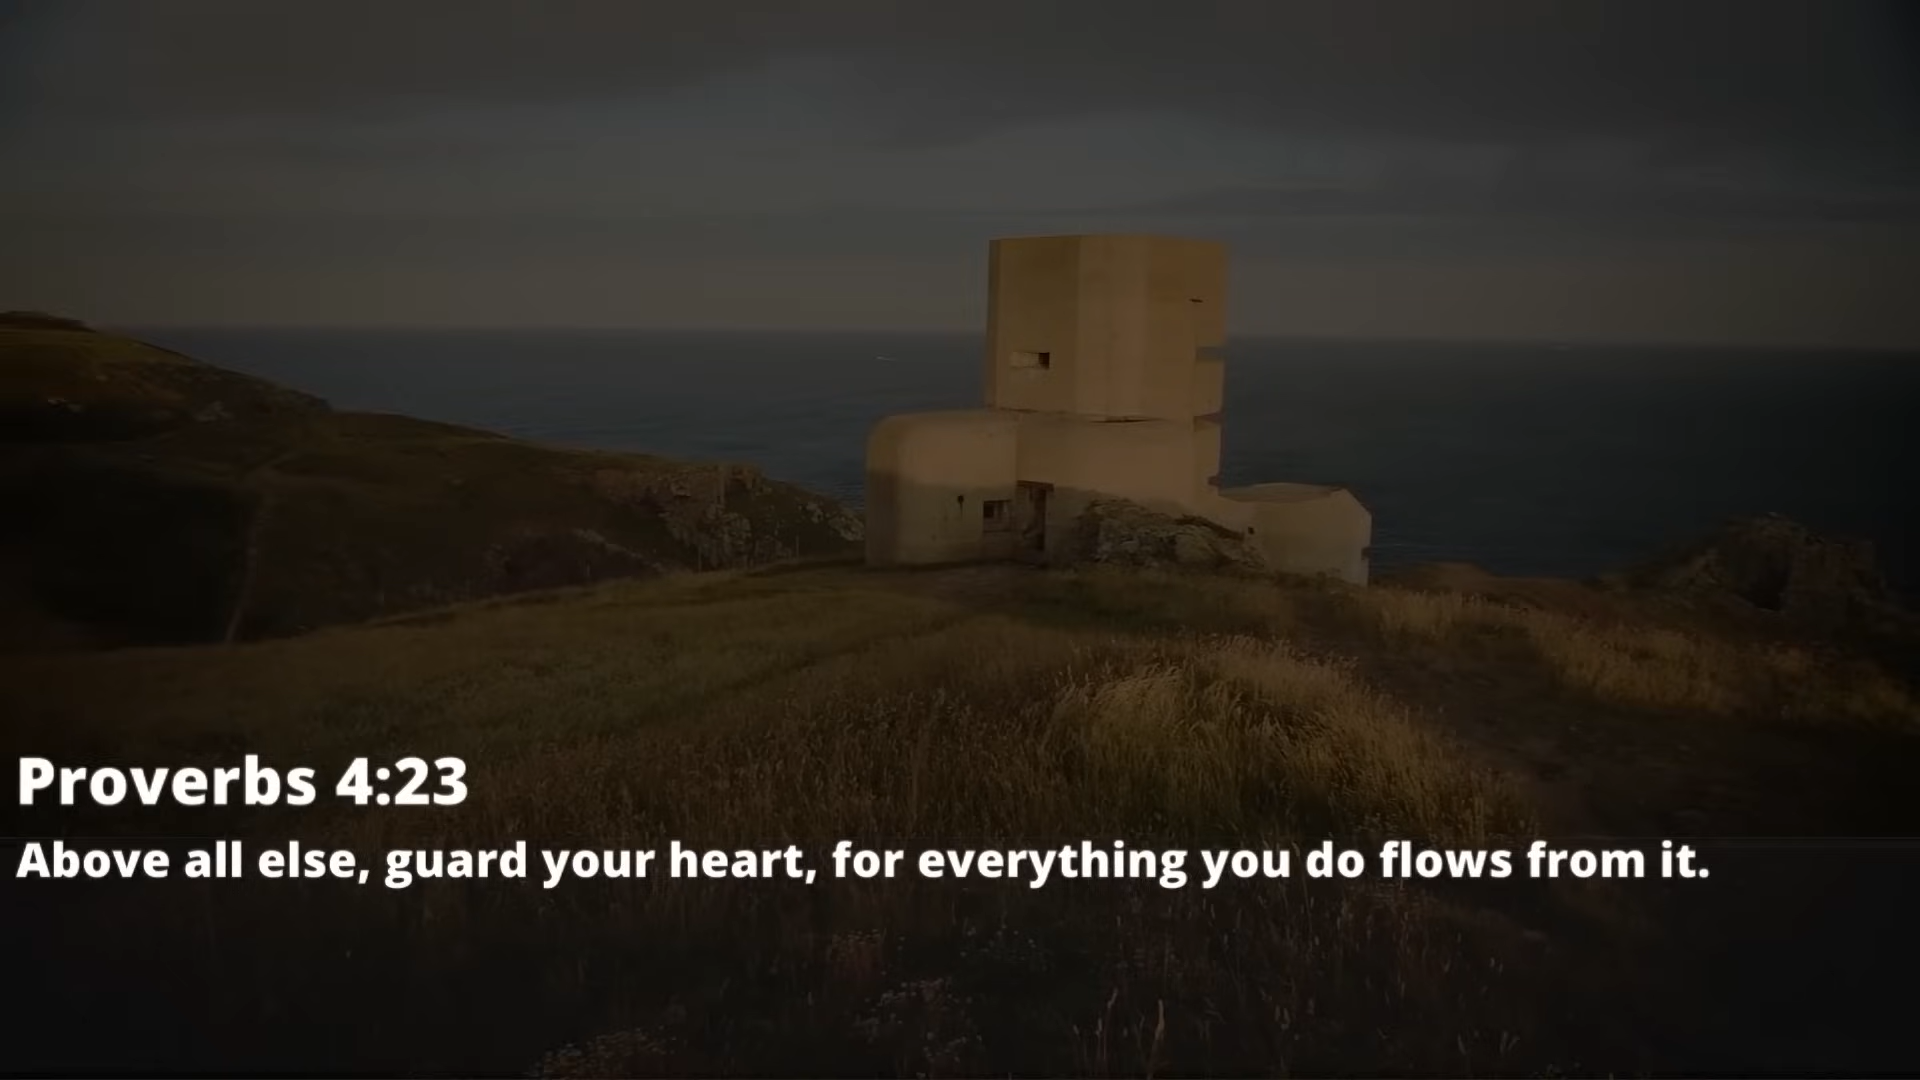 Proverbs 4:23
Above all else, guard your heart, for everything you do flows from it.